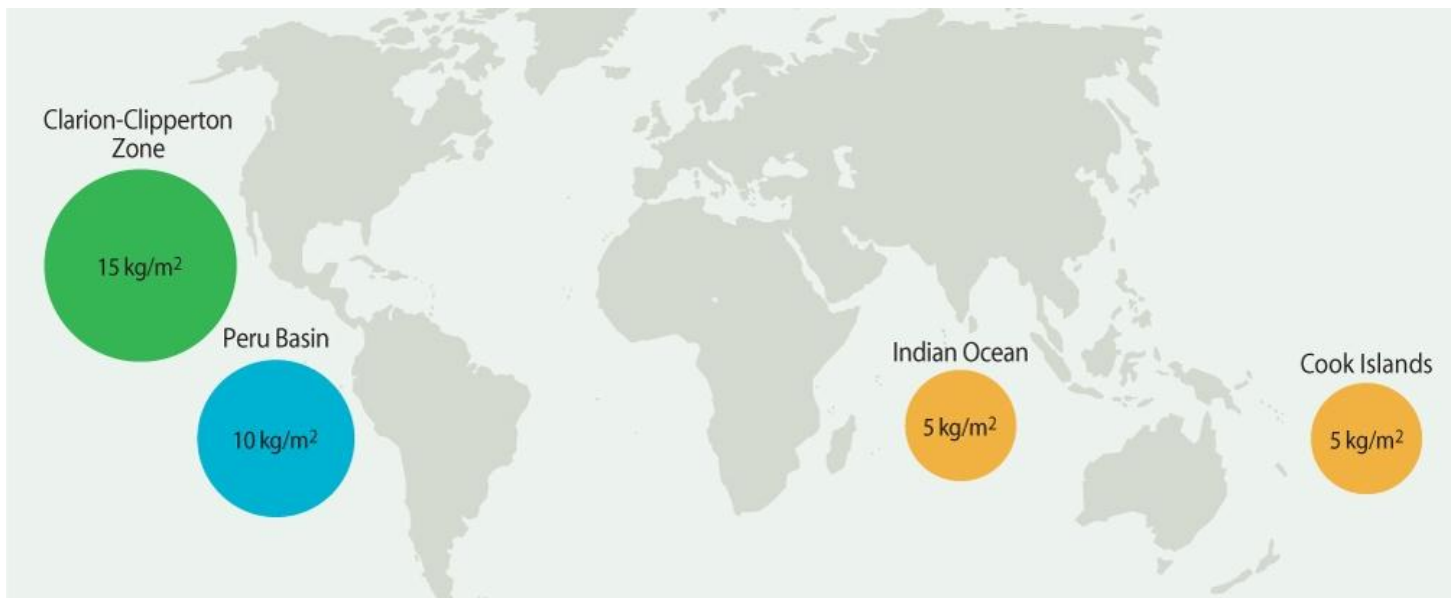 Clarion-Clipperton
Zone
15 kg/m²
Peru Basin
10 kg/m²
Indian Ocean
5 kg/m²
Cook Islands
5 kg/m²